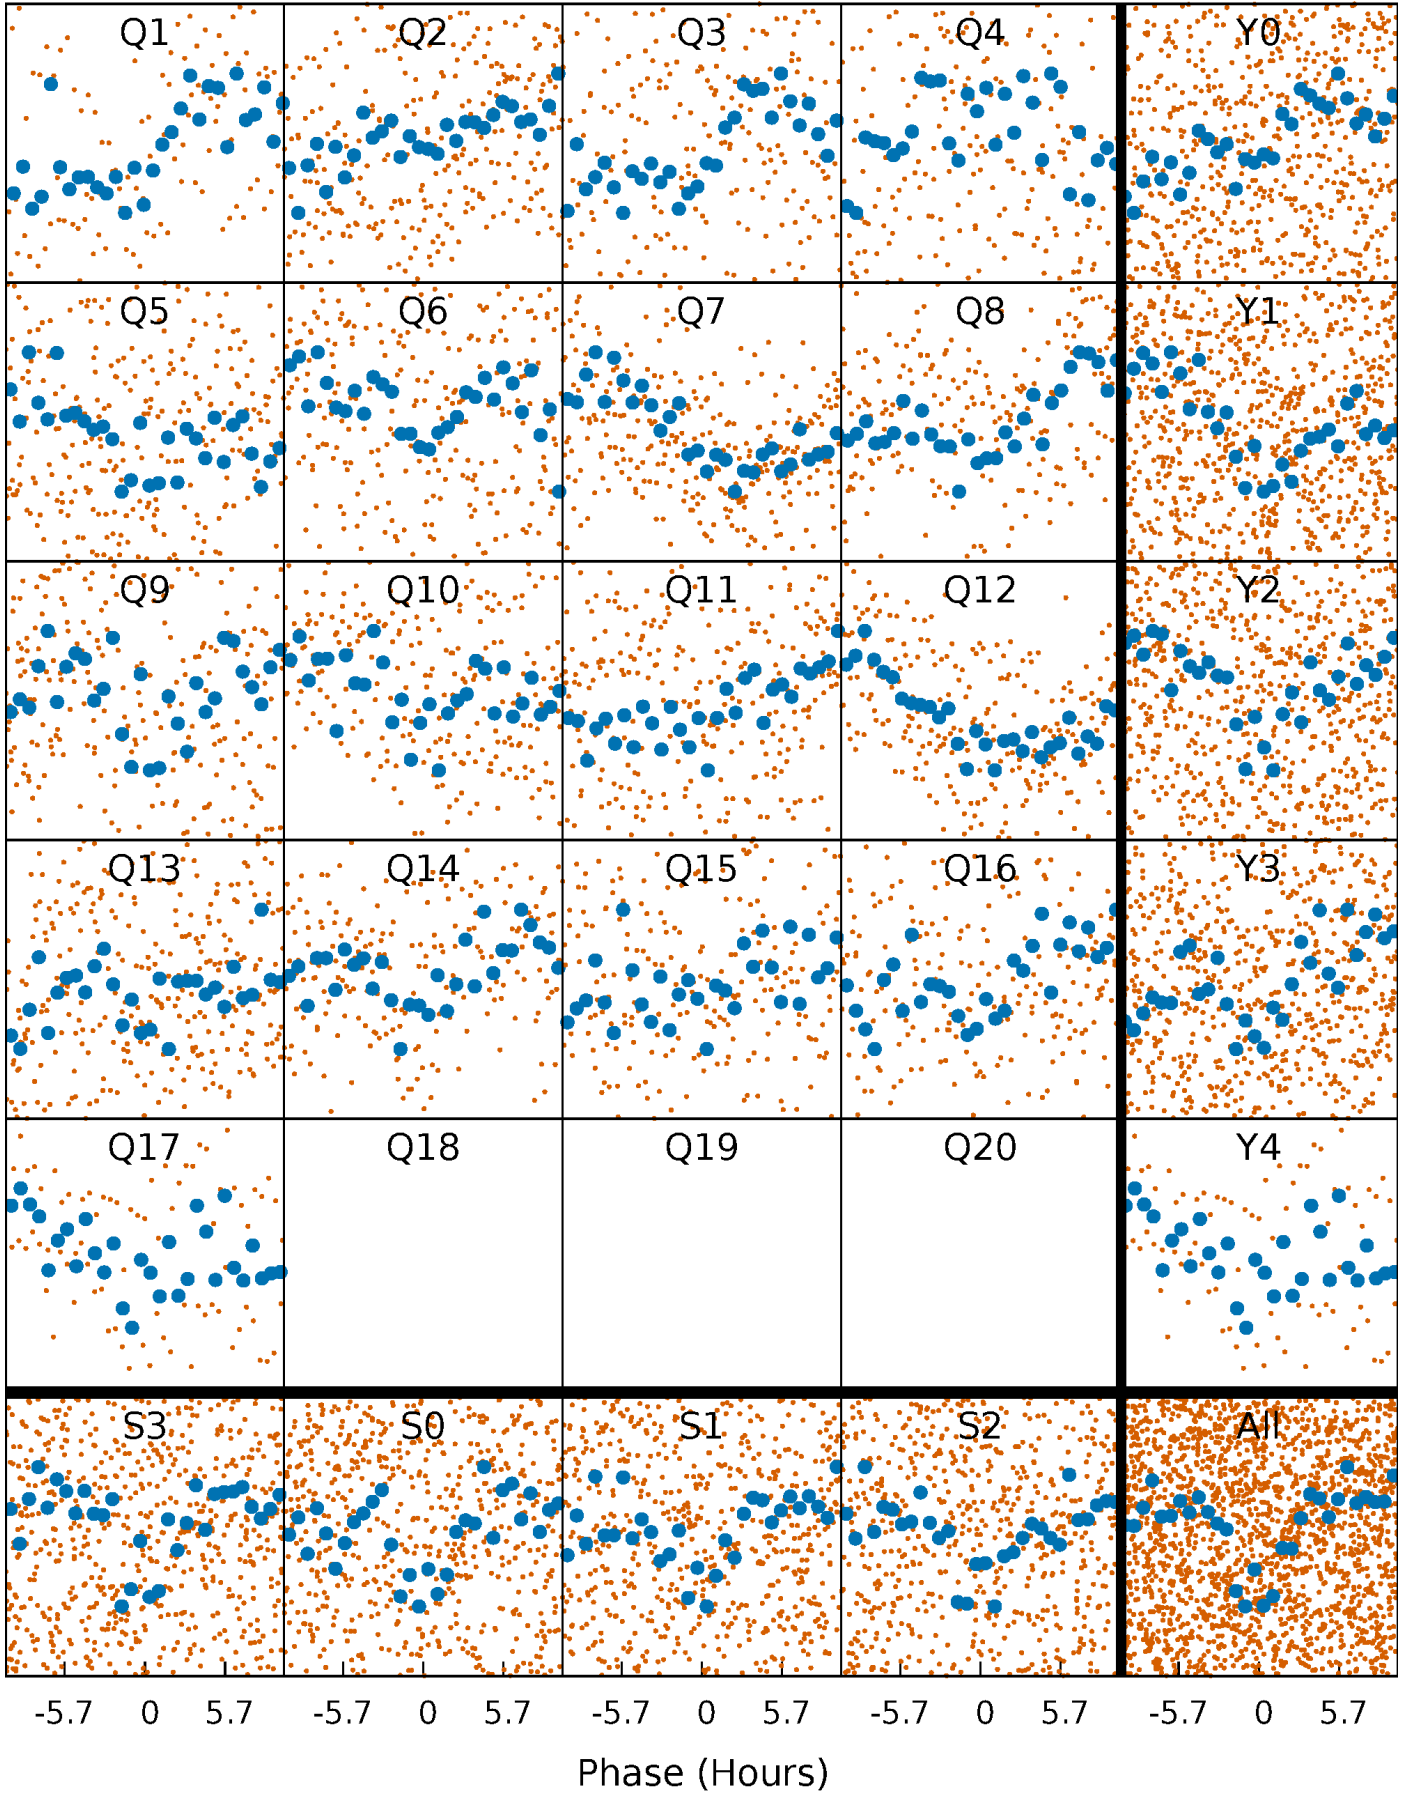 Q1 Q2 Q3 Q4 Y0
Q5 Q6 Q7 Q8 Y1
Q9 Q10 Q11 Q12 Y2
Q13 Q14 Q15 Q16 Y3
Q17 Q18 Q19 Q20 Y4
S3 S0 S1 S2 All
-5.7 0 5.7 -5.7 0 5.7 -5.7 0 5.7 -5.7 0 5.7 -5.7 0 5.7
Phase (Hours)